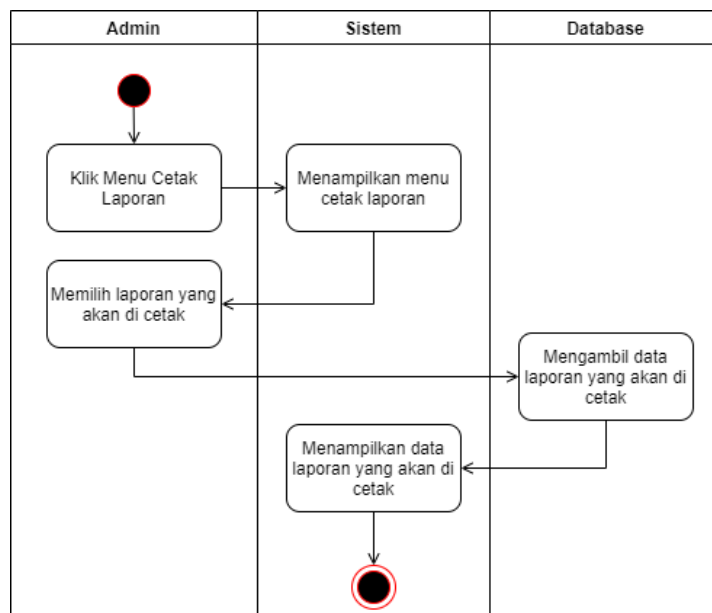 Admin
Sistem
Database
Klik Menu Cetak
Laporan
Menampilkan menu
cetak laporan
Memilih laporan yang
akan di cetak
Mengambil data
laporan yang akan di
cetak
Menampilkan data
laporan yang akan di
cetak